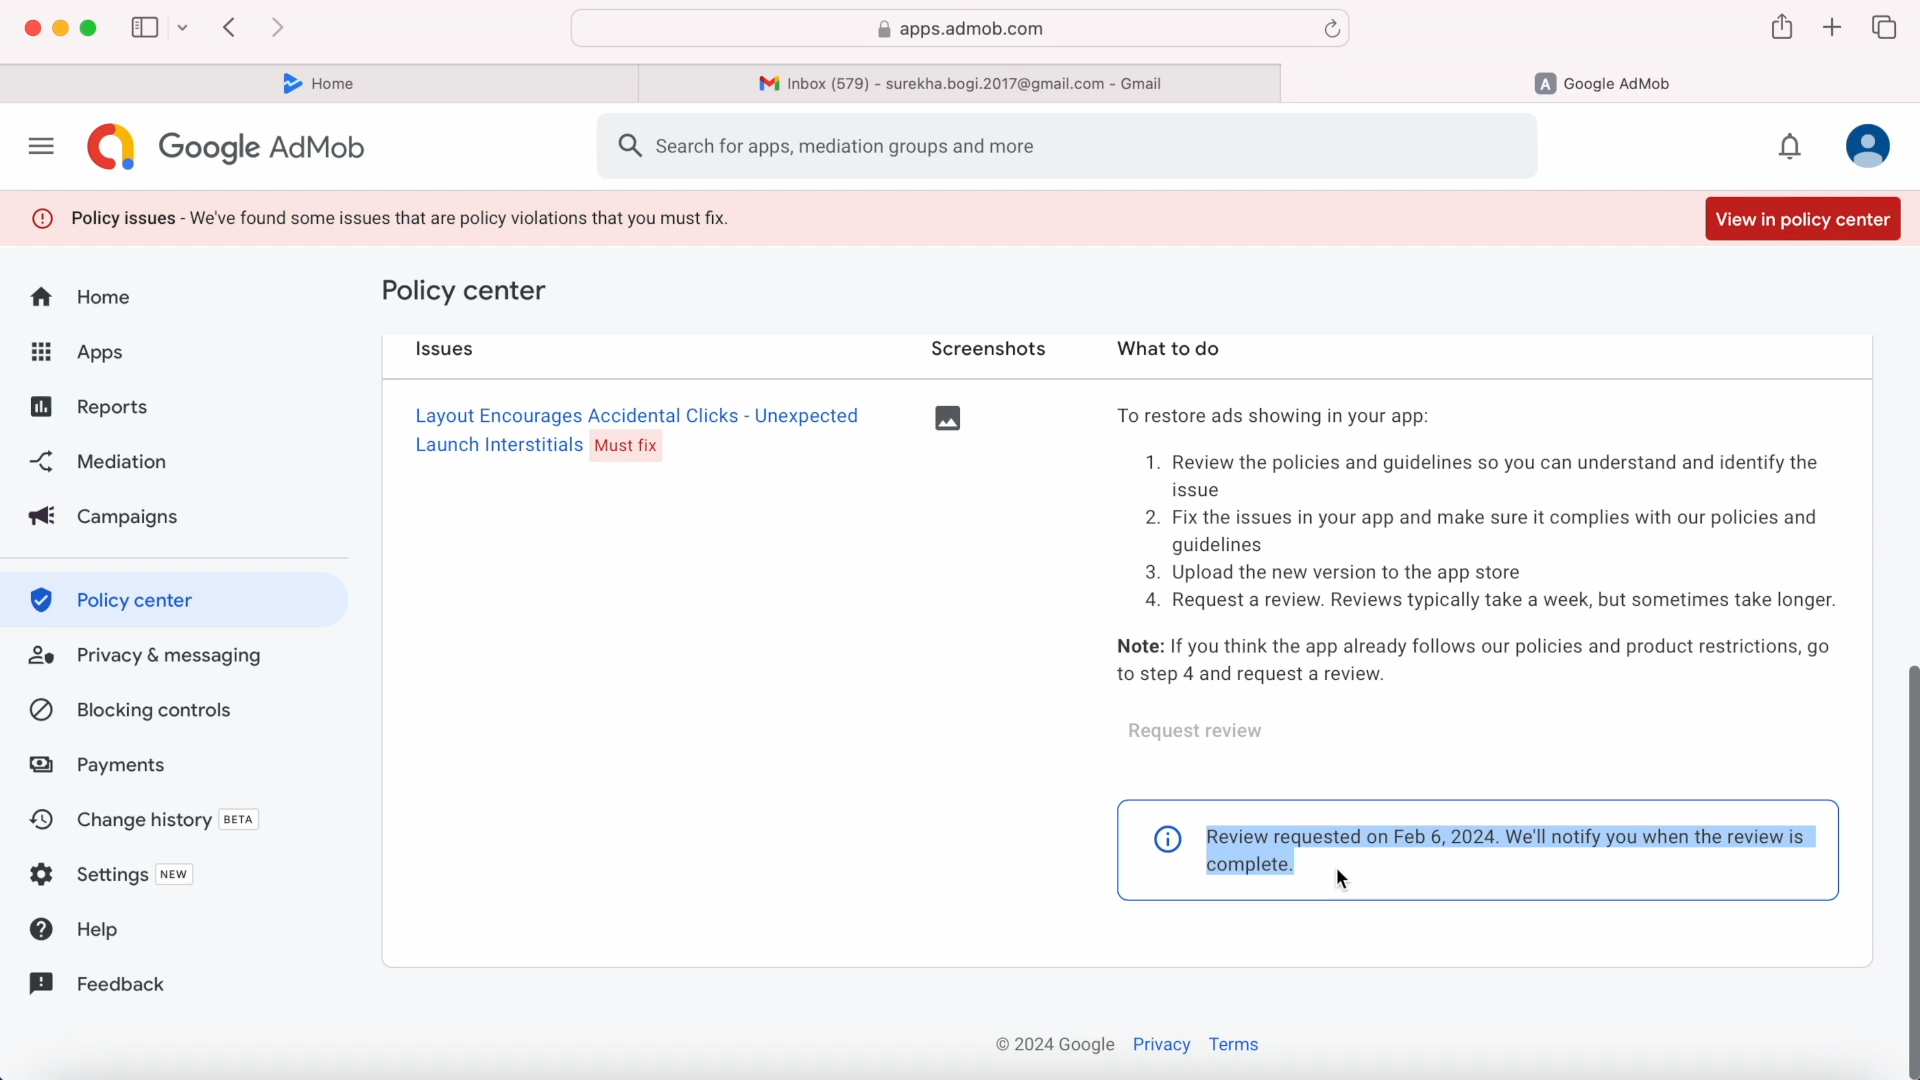 apps.admob.com
Home
Inbox (579) - surekha.bogi.2017@gmail.com - Gmail
A Google AdMob
Google AdMob
Search for apps, mediation groups and more
Policy issues - We've found some issues that are policy violations that you must fix.
View in policy center
Home
Apps
Reports
Mediation
Campaigns
Policy center
Privacy & messaging
Blocking controls
Payments
Change history BETA
Settings NEW
Help
Feedback
Policy center
Issues
Screenshots
What to do
Layout Encourages Accidental Clicks - Unexpected
Launch Interstitials Must fix
To restore ads showing in your app:
1. Review the policies and guidelines so you can understand and identify the
issue
2. Fix the issues in your app and make sure it complies with our policies and
guidelines
3. Upload the new version to the app store
4. Request a review. Reviews typically take a week, but sometimes take longer.
Note: If you think the app already follows our policies and product restrictions, go
to step 4 and request a review.
Request review
Review requested on Feb 6, 2024. We'll notify you when the review is
complete.
© 2024 Google Privacy Terms